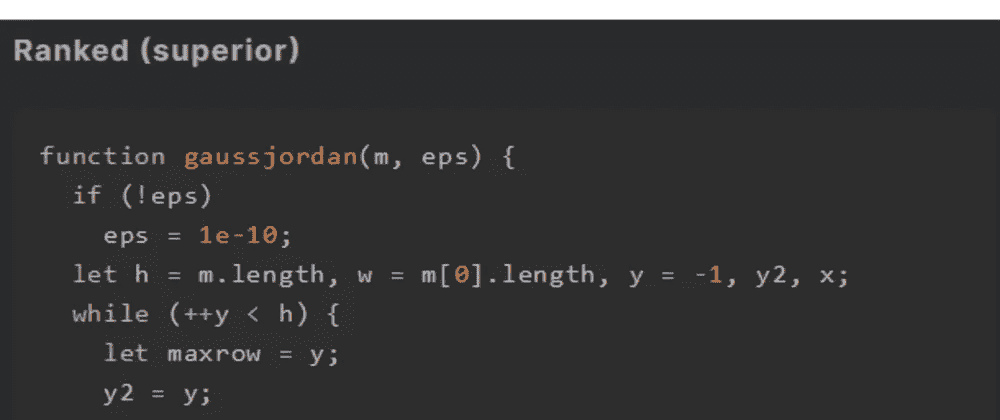 Ranked (superior)
function gaussjordan(m, eps) {
if (!eps)
eps = 1e-10;
let h = m.length, w = m[0].length, y = -1, y2, x;
while (++y < h) {
let maxrow = y;
y2 = y;